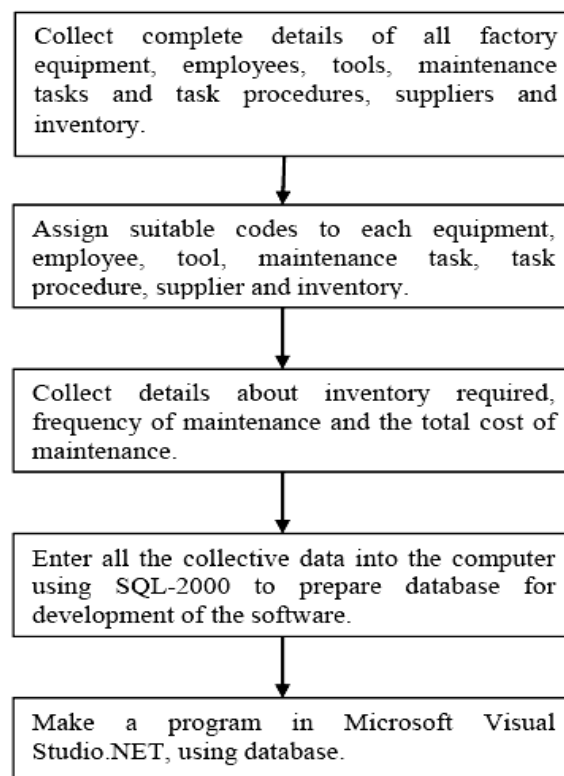 Collect complete details of all factory
equipment, employees, tools, maintenance
tasks and task procedures, suppliers and
inventory.
Assign suitable codes to each equipment,
employee, tool, maintenance task, task
procedure, supplier and inventory.
Collect details about inventory required,
frequency of maintenance and the total cost of
maintenance.
Enter all the collective data into the computer
using SQL-2000 to prepare database for
development of the software.
Make a program in Microsoft Visual
Studio.NET, using database.